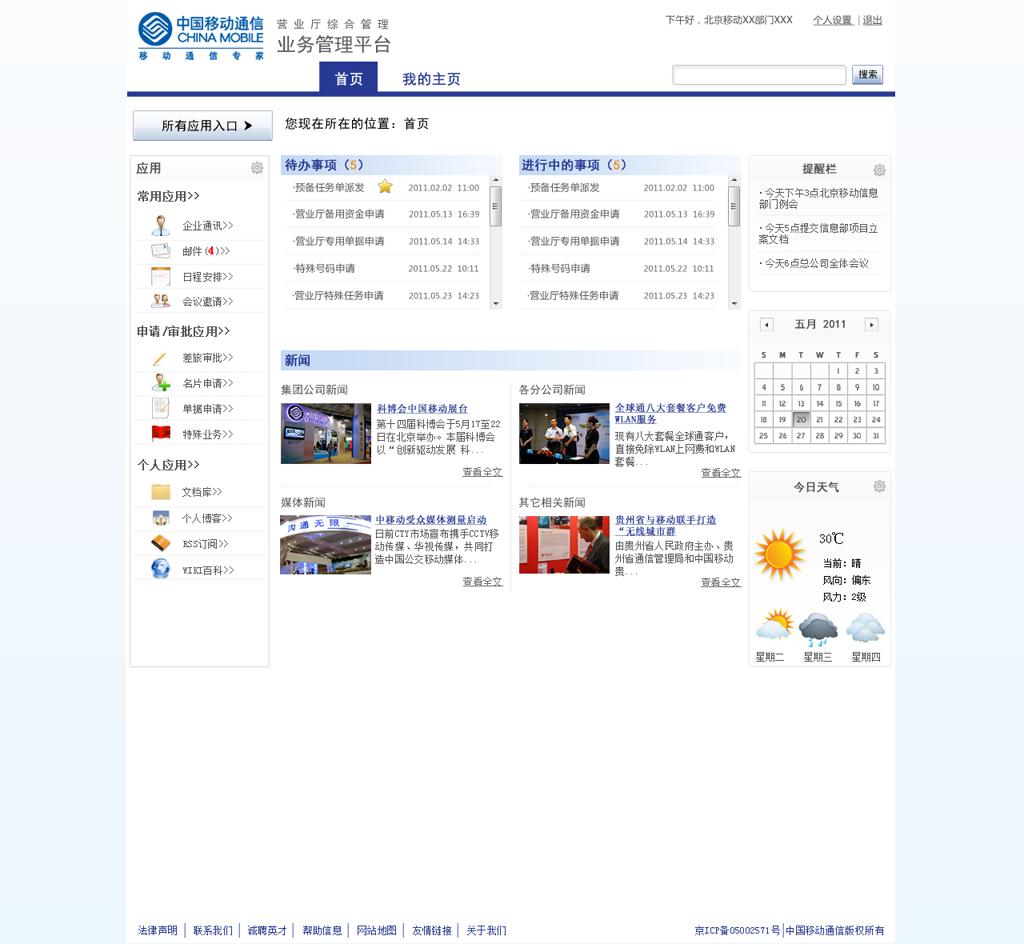 中国移动通信
CHINA MOBILE
移动通信专家
营业厅综合管理
业务管理平台
下午好，北京移动XX部门XXX 个人设置 | 退出
首页 我的主页
搜索
所有应用入口
您现在所在的位置：首页
应用
常用应用>>
企业通讯>>
邮件(4)>>
日程安排>>
会议邀请>>
申请/审批应用>>
差旅审批>>
名片申请>>
单据申请>>
特殊业务>>
个人应用>>
文档库>>
个人博客>>
RSS订阅>>
WIKI百科>>
待办事项（5）
·预备任务单派发 2011.02.02 11:00
·营业厅备用资金申请 2011.05.13 16:39
·营业厅专用单据申请 2011.05.14 14:33
·特殊号码申请 2011.05.22 10:11
·营业厅特殊任务申请 2011.05.23 14:23
进行中的事项（5）
·预备任务单派发 2011.02.02 11:00
·营业厅备用资金申请 2011.05.13 16:39
·营业厅专用单据申请 2011.05.14 14:33
·特殊号码申请 2011.05.22 10:11
·营业厅特殊任务申请 2011.05.23 14:23
新闻
集团公司新闻
科博会中国移动展台
第十四届科博会于5月17至22
日在北京举办。本届科博会
以“创新驱动发展 科...
查看全文
各分公司新闻
全球通八大套餐客户免费
WLAN服务
现有八大套餐全球通客户，
直接免除WLAN上网费和WLAN
套餐...
查看全文
媒体新闻
沟通无限
中移动受众媒体测量启动
日前CTY市场宣布携手CCTV移
动传媒、华视传媒，共同打
造中国公交移动媒体...
查看全文
其它相关新闻
贵州省与移动联手打造
“无线城市群
由贵州省人民政府主办、贵
州省通信管理局和中国移动
贵...
查看全文
提醒栏
·今天下午3点北京移动信息
部门例会
·今天5点提交信息部项目立
案文档
·今天6点总公司全体会议
五月 2011
S M T W T F S
1 2 3
4 5 6 7 8 9 10
11 12 13 14 15 16 17
18 19 20 21 22 23 24
25 26 27 28 29 30 31
今日天气
30℃
当前：晴
风向：偏东
风力：2级
星期二 星期三 星期四
法律声明 | 联系我们 | 诚聘英才 | 帮助信息 | 网站地图 | 友情链接 | 关于我们
京ICP备05002571号|中国移动通信版权所有